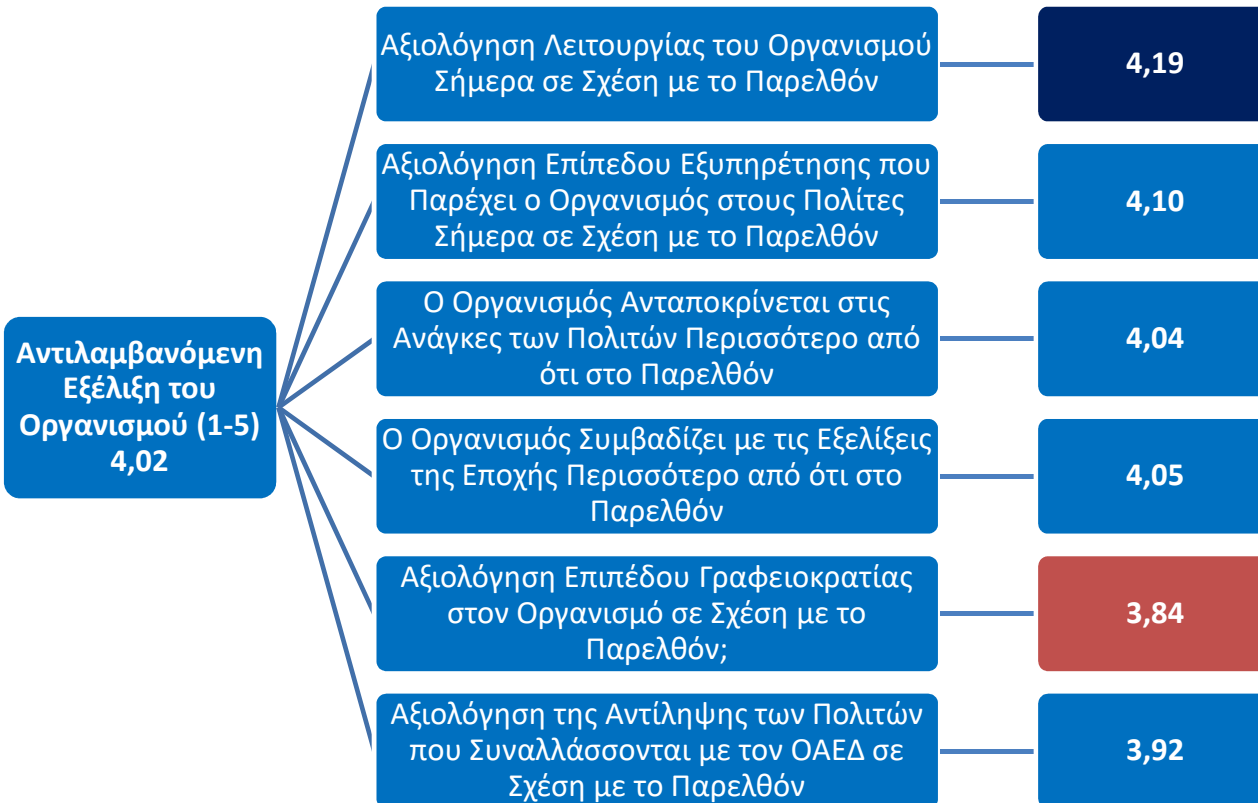 Αξιολόγηση Λειτουργίας του Οργανισμού
Σήμερα σε Σχέση με το Παρελθόν
4,19
Αξιολόγηση Επίπεδου Εξυπηρέτησης που
Παρέχει ο Οργανισμός στους Πολίτες
Σήμερα σε Σχέση με το Παρελθόν
4,10
Ο Οργανισμός Ανταποκρίνεται στις
Ανάγκες των Πολιτών Περισσότερο από
ότι στο Παρελθόν
4,04
Αντιλαμβανόμενη
Εξέλιξη του
Οργανισμού (1-5)
4,02
Ο Οργανισμός Συμβαδίζει με τις Εξελίξεις
της Εποχής Περισσότερο από ότι στο
Παρελθόν
4,05
Αξιολόγηση Επιπέδου Γραφειοκρατίας
στον Οργανισμό σε Σχέση με το
Παρελθόν;
3,84
Αξιολόγηση της Αντίληψης των Πολιτών
που Συναλλάσσονται με τον ΟΑΕΔ σε
Σχέση με το Παρελθόν
3,92